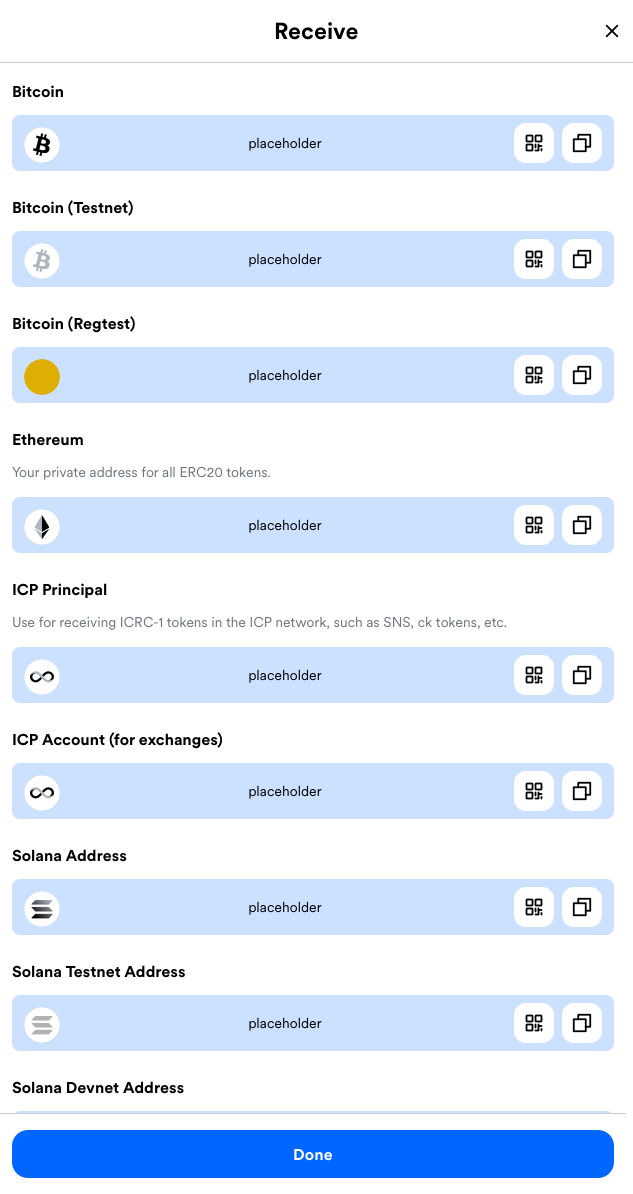 Receive
Bitcoin
placeholder
Bitcoin (Testnet)
placeholder
Bitcoin (Regtest)
placeholder
Ethereum
Your private address for all ERC20 tokens.
placeholder
ICP Principal
Use for receiving ICRC-1 tokens in the ICP network, such as SNS, ck tokens, etc.
placeholder
ICP Account (for exchanges)
placeholder
Solana Address
placeholder
Solana Testnet Address
placeholder
Solana Devnet Address
Done